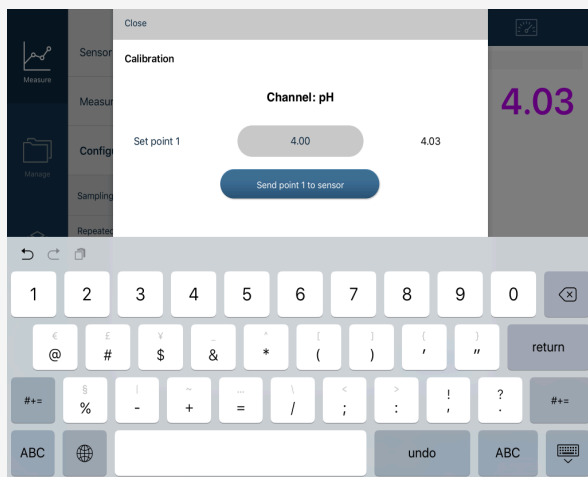 Close
Calibration
Channel: pH
Set point 1 4.00 4.03
Send point 1 to sensor
Measure
Manage
Sensor
Measur
Config
Sampling
Repeated
4.03
1 2 3 4 5 6 7 8 9 0
€ £ ¥ _ ^ [ ] { }
@ # $ & * ( ) ' " return
§ | ~ … \ < > ! ?
#+= % - + = / ; : , . #+=
ABC undo ABC